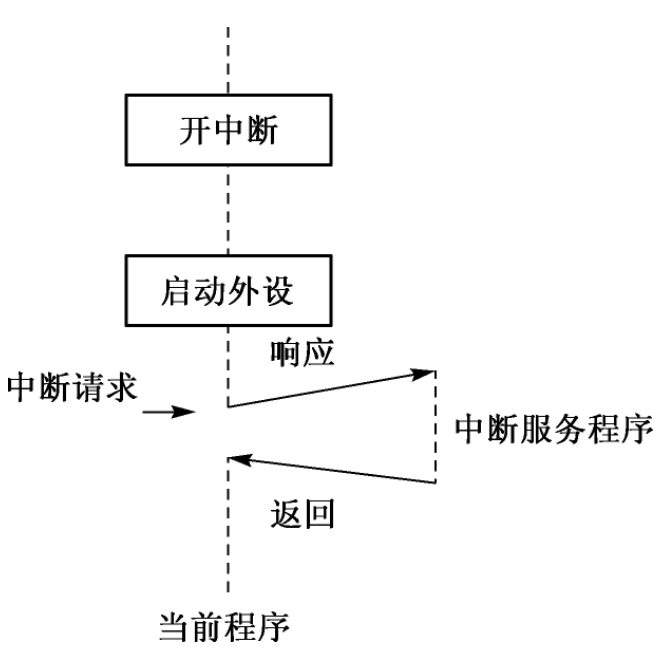 开中断
启动外设
响应
中断请求
中断服务程序
返回
当前程序